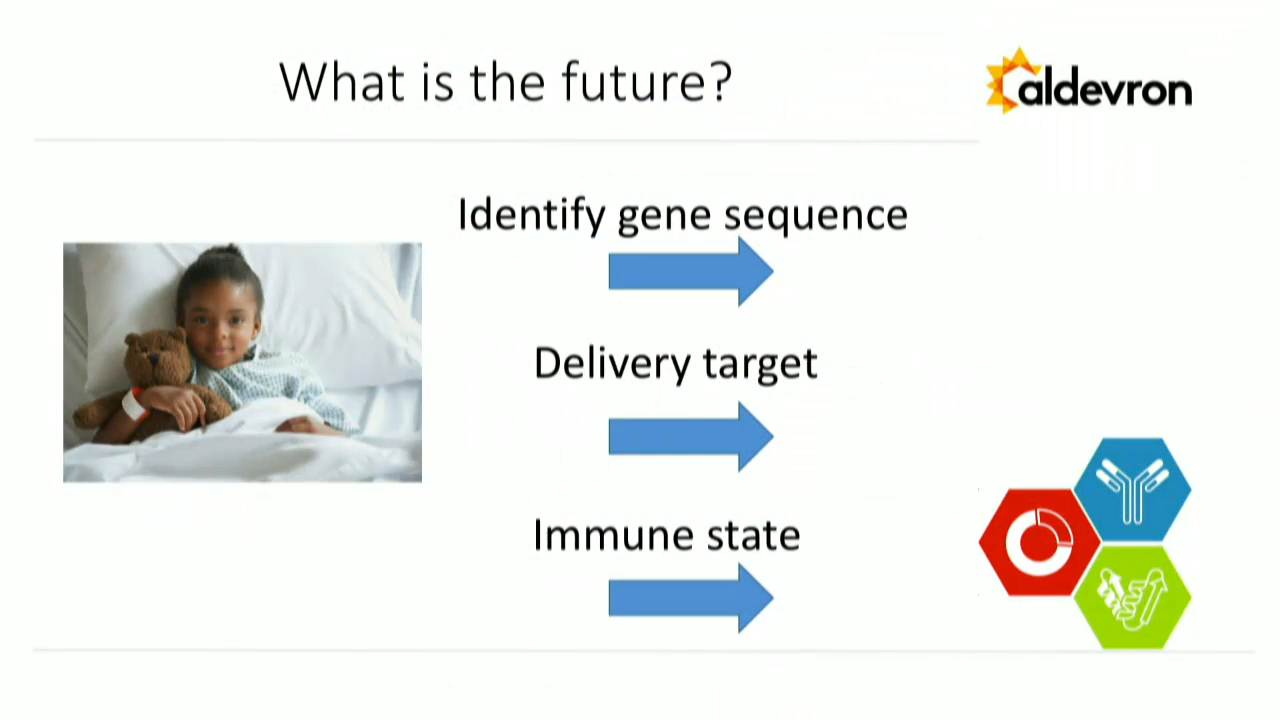 What is the future?
aldevron
Identify gene sequence
Delivery target
Immune state